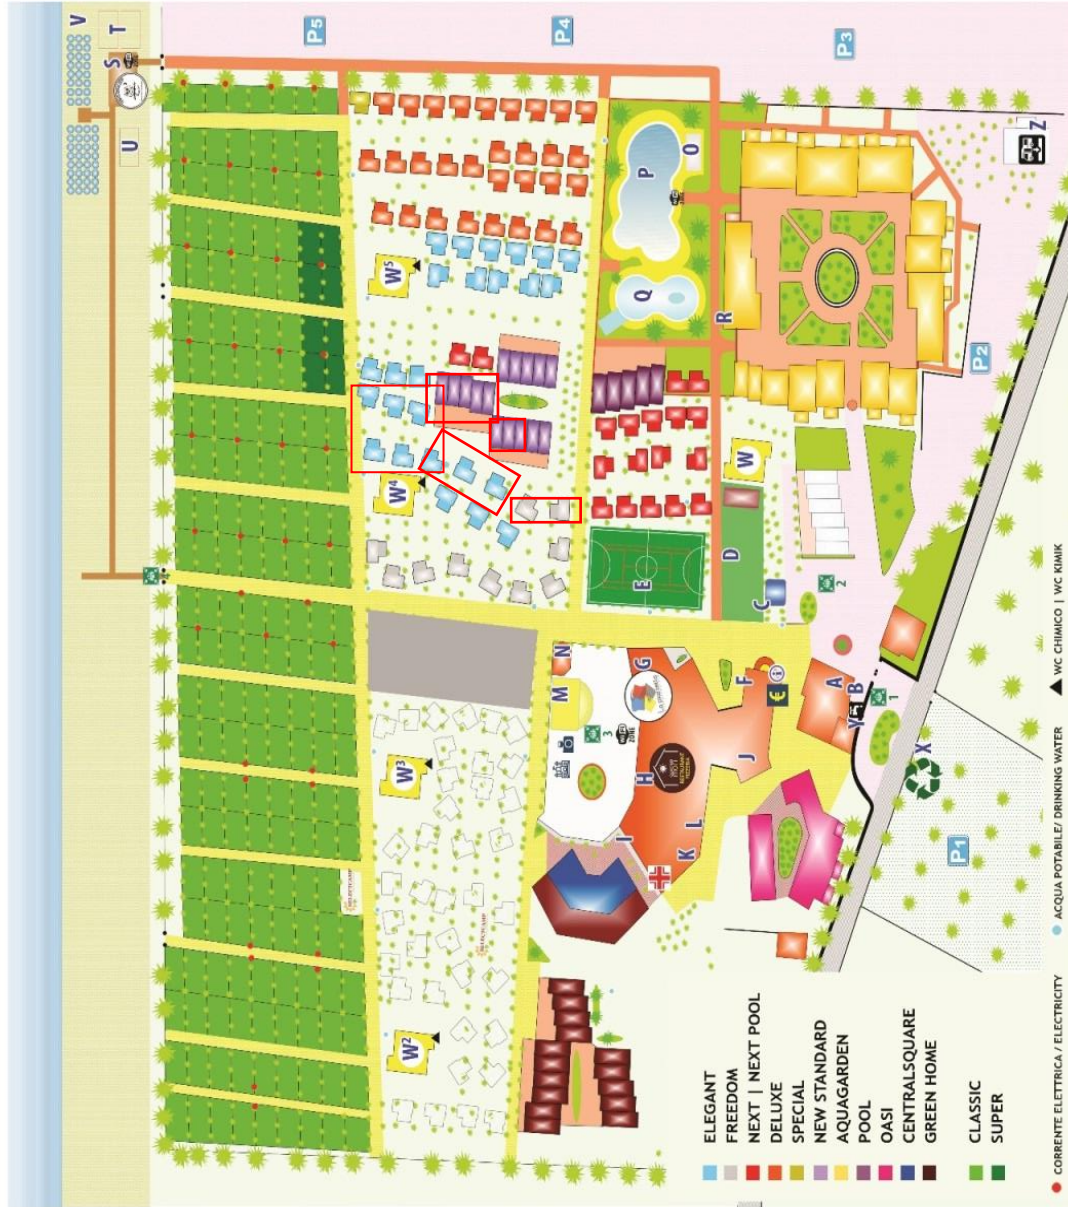 V
T
S
U
P5
P4
P3
W5
P
O
Q
R
Z
P2
W4
W
D
E
C
2
N
G
M
F
A
B
Y
1
3
H
J
X
W3
I
L
K
P1
W2
ELEGANT
FREEDOM
NEXT | NEXT POOL
DELUXE
SPECIAL
NEW STANDARD
AQUAGARDEN
POOL
OASI
CENTRALSQUARE
GREEN HOME
CLASSIC
SUPER
CORRENTE ELETTRICA / ELECTRICITY
ACQUA POTABILE/ DRINKING WATER
WC CHIMICO | WC KIMIK